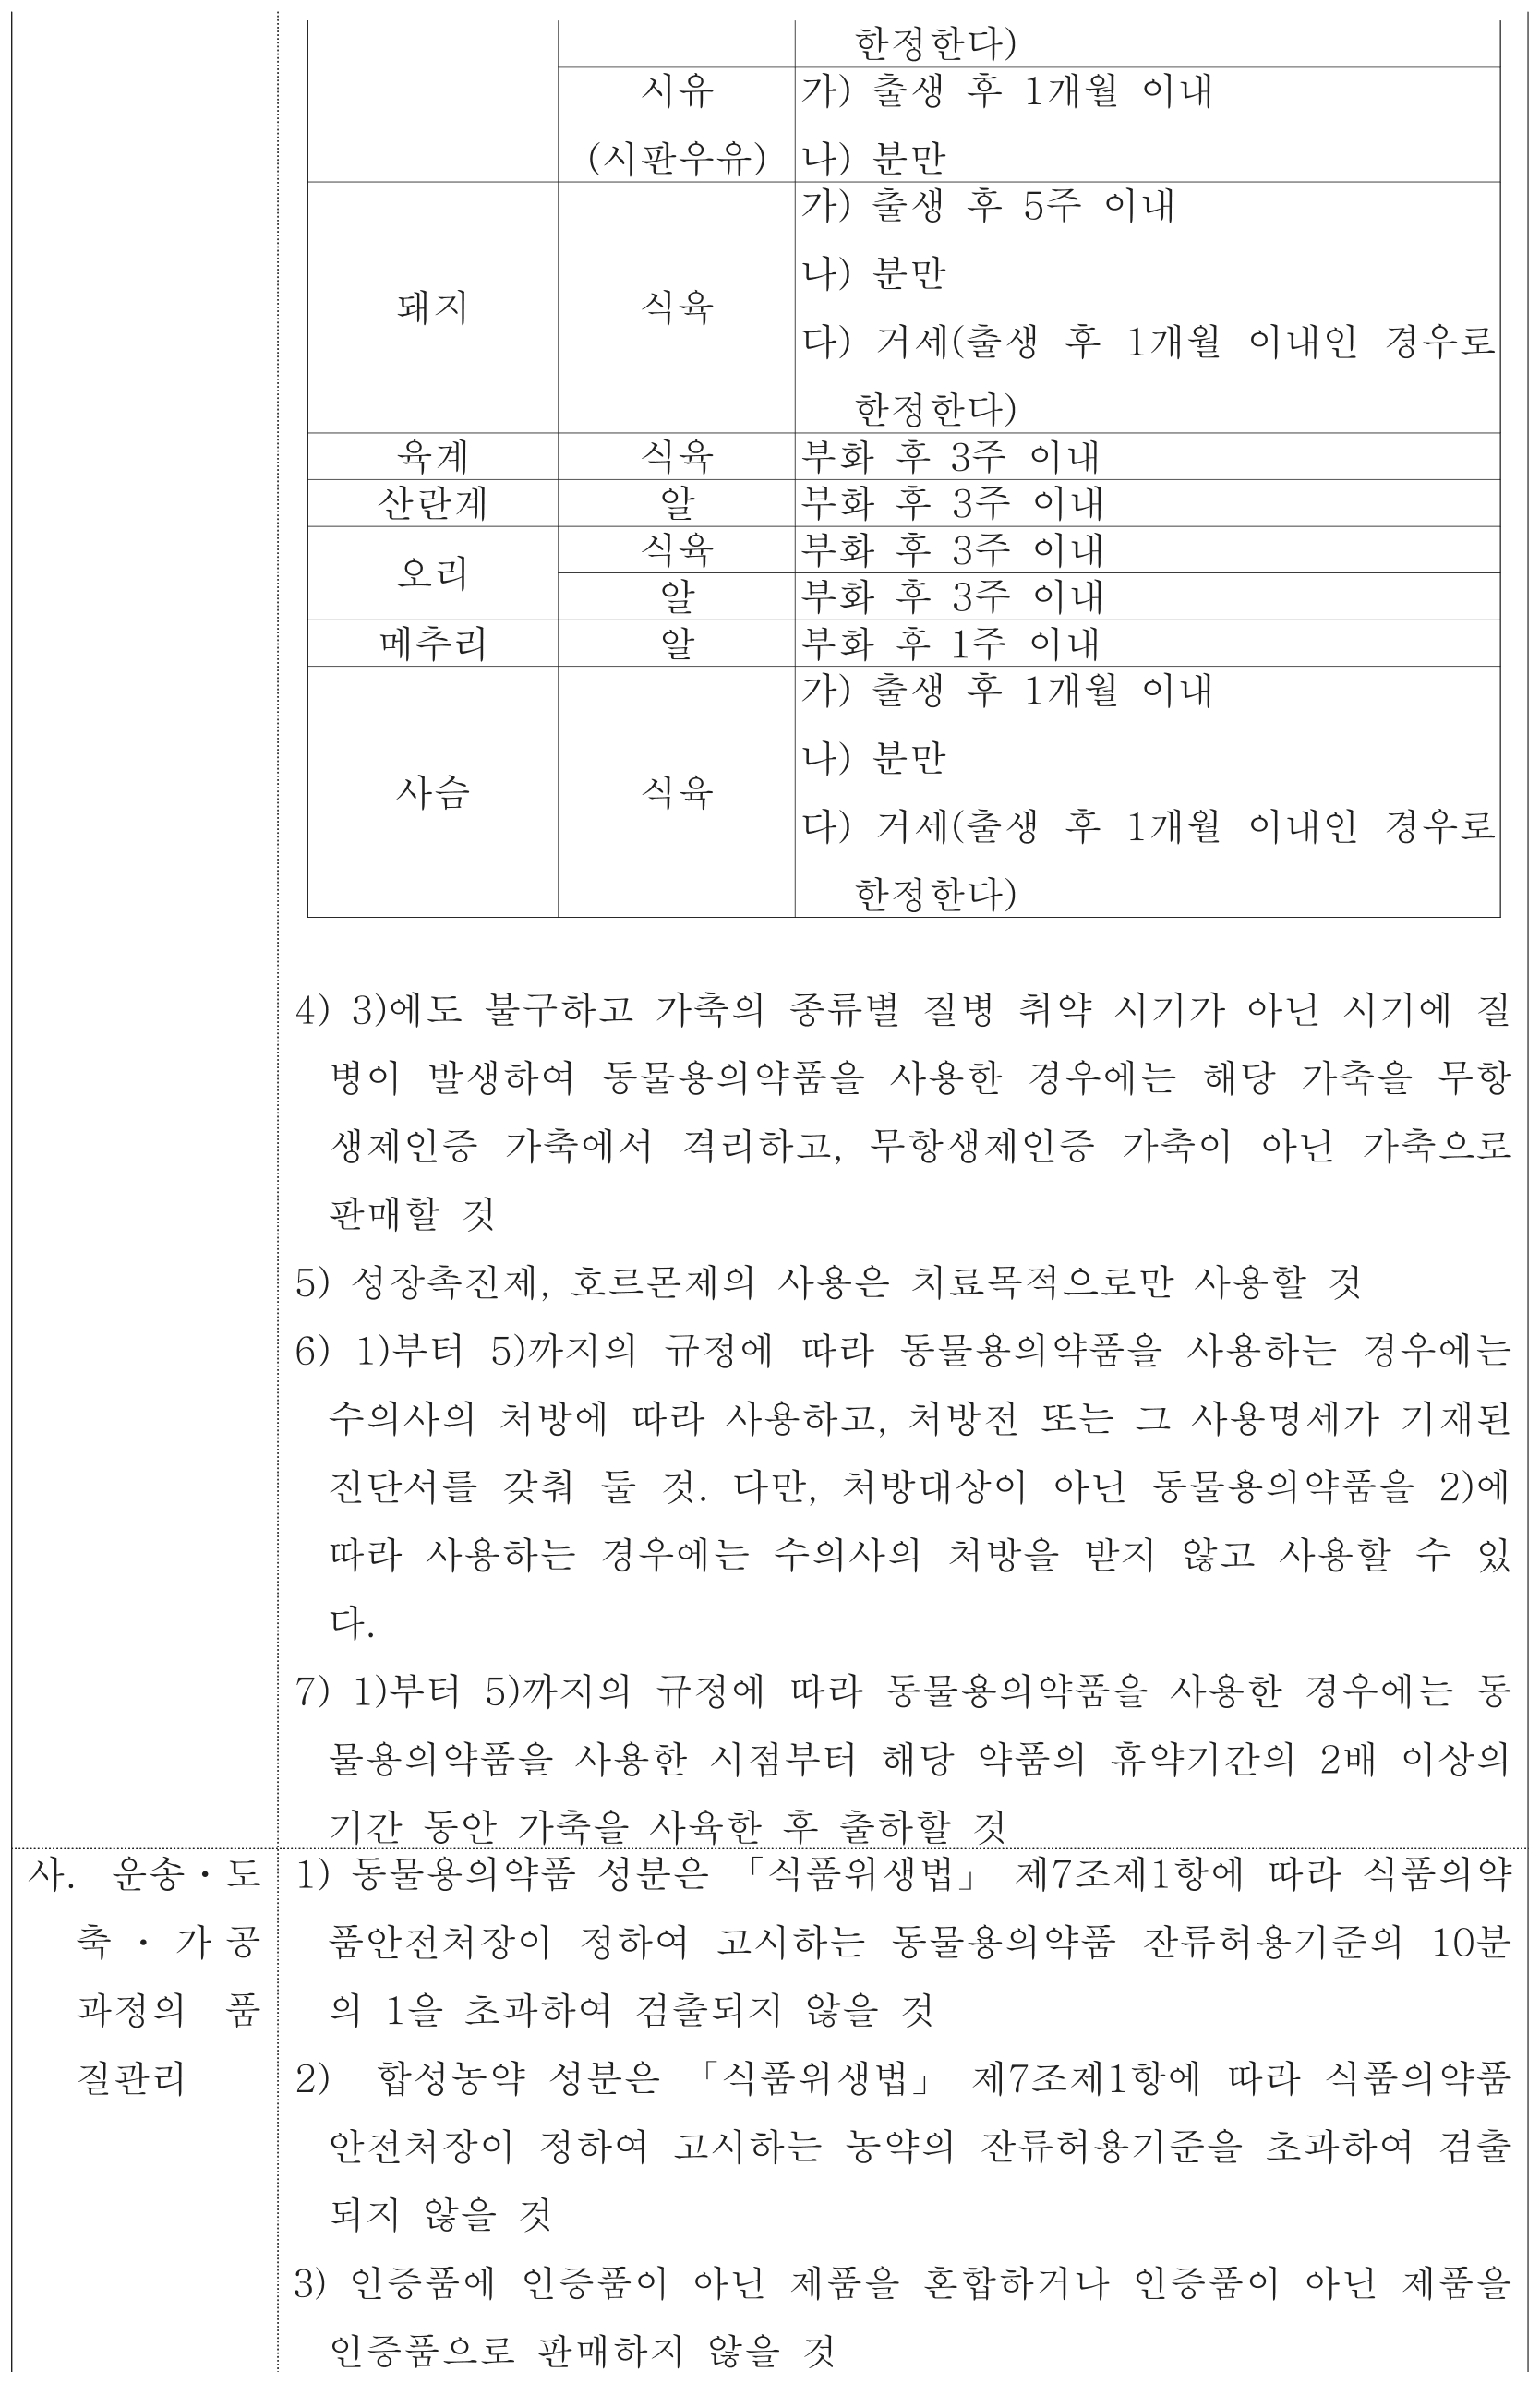 한정한다)
시유
(시판우유)
가) 출생 후 1개월 이내
나) 분만
돼지
식육
가) 출생 후 5주 이내
나) 분만
다) 거세(출생 후 1개월 이내인 경우로
한정한다)
육계 식육 부화 후 3주 이내
산란계 알 부화 후 3주 이내
오리
식육 부화 후 3주 이내
알 부화 후 3주 이내
메추리 알 부화 후 1주 이내
사슴
식육
가) 출생 후 1개월 이내
나) 분만
다) 거세(출생 후 1개월 이내인 경우로
한정한다)
4) 3)에도 불구하고 가축의 종류별 질병 취약 시기가 아닌 시기에 질
병이 발생하여 동물용의약품을 사용한 경우에는 해당 가축을 무항
생제인증 가축에서 격리하고, 무항생제인증 가축이 아닌 가축으로
판매할 것
5) 성장촉진제, 호르몬제의 사용은 치료목적으로만 사용할 것
6) 1)부터 5)까지의 규정에 따라 동물용의약품을 사용하는 경우에는
수의사의 처방에 따라 사용하고, 처방전 또는 그 사용명세가 기재된
진단서를 갖춰 둘 것. 다만, 처방대상이 아닌 동물용의약품을 2)에
따라 사용하는 경우에는 수의사의 처방을 받지 않고 사용할 수 있
다.
7) 1)부터 5)까지의 규정에 따라 동물용의약품을 사용한 경우에는 동
물용의약품을 사용한 시점부터 해당 약품의 휴약기간의 2배 이상의
기간 동안 가축을 사육한 후 출하할 것
사. 운송·도
축·가공
과정의 품
질관리
1) 동물용의약품 성분은 「식품위생법」 제7조제1항에 따라 식품의약
품안전처장이 정하여 고시하는 동물용의약품 잔류허용기준의 10분
의 1을 초과하여 검출되지 않을 것
2) 합성농약 성분은 「식품위생법」 제7조제1항에 따라 식품의약품
안전처장이 정하여 고시하는 농약의 잔류허용기준을 초과하여 검출
되지 않을 것
3) 인증품에 인증품이 아닌 제품을 혼합하거나 인증품이 아닌 제품을
인증품으로 판매하지 않을 것